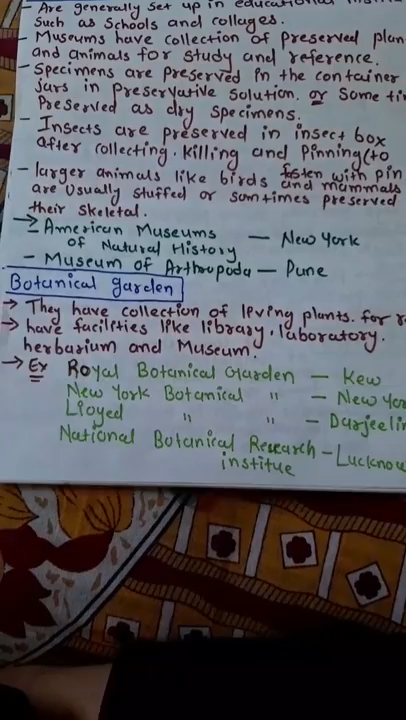 Are generally set up in educational
Such as Schools and collages.
- Museums have collection of preserved plan
and animals for study and reference.
- Specimens are preserved in the container
jars in preservative solution. or Some ti
Preserved as dry specimens.
- Insects are preserved in insect box
after collecting. Killing and Pinning (to
fasten with pin
- larger animals like birds and mammals
are usually stuffed or somtimes preserved
their skeletal.
→ - American Museums
of Natural History — New York
- Museum of Arthropoda — Pune
Botanical garden
→ They have collection of leving plants. for r
→ have facilities like library, laboratory.
herbarium and Museum.
→ Ex Royal Botanical Garden — Kew
New York Botanical " — New Yor
Lioyed " " — Darjeeli
National Botanical Research - Lucknow
institue